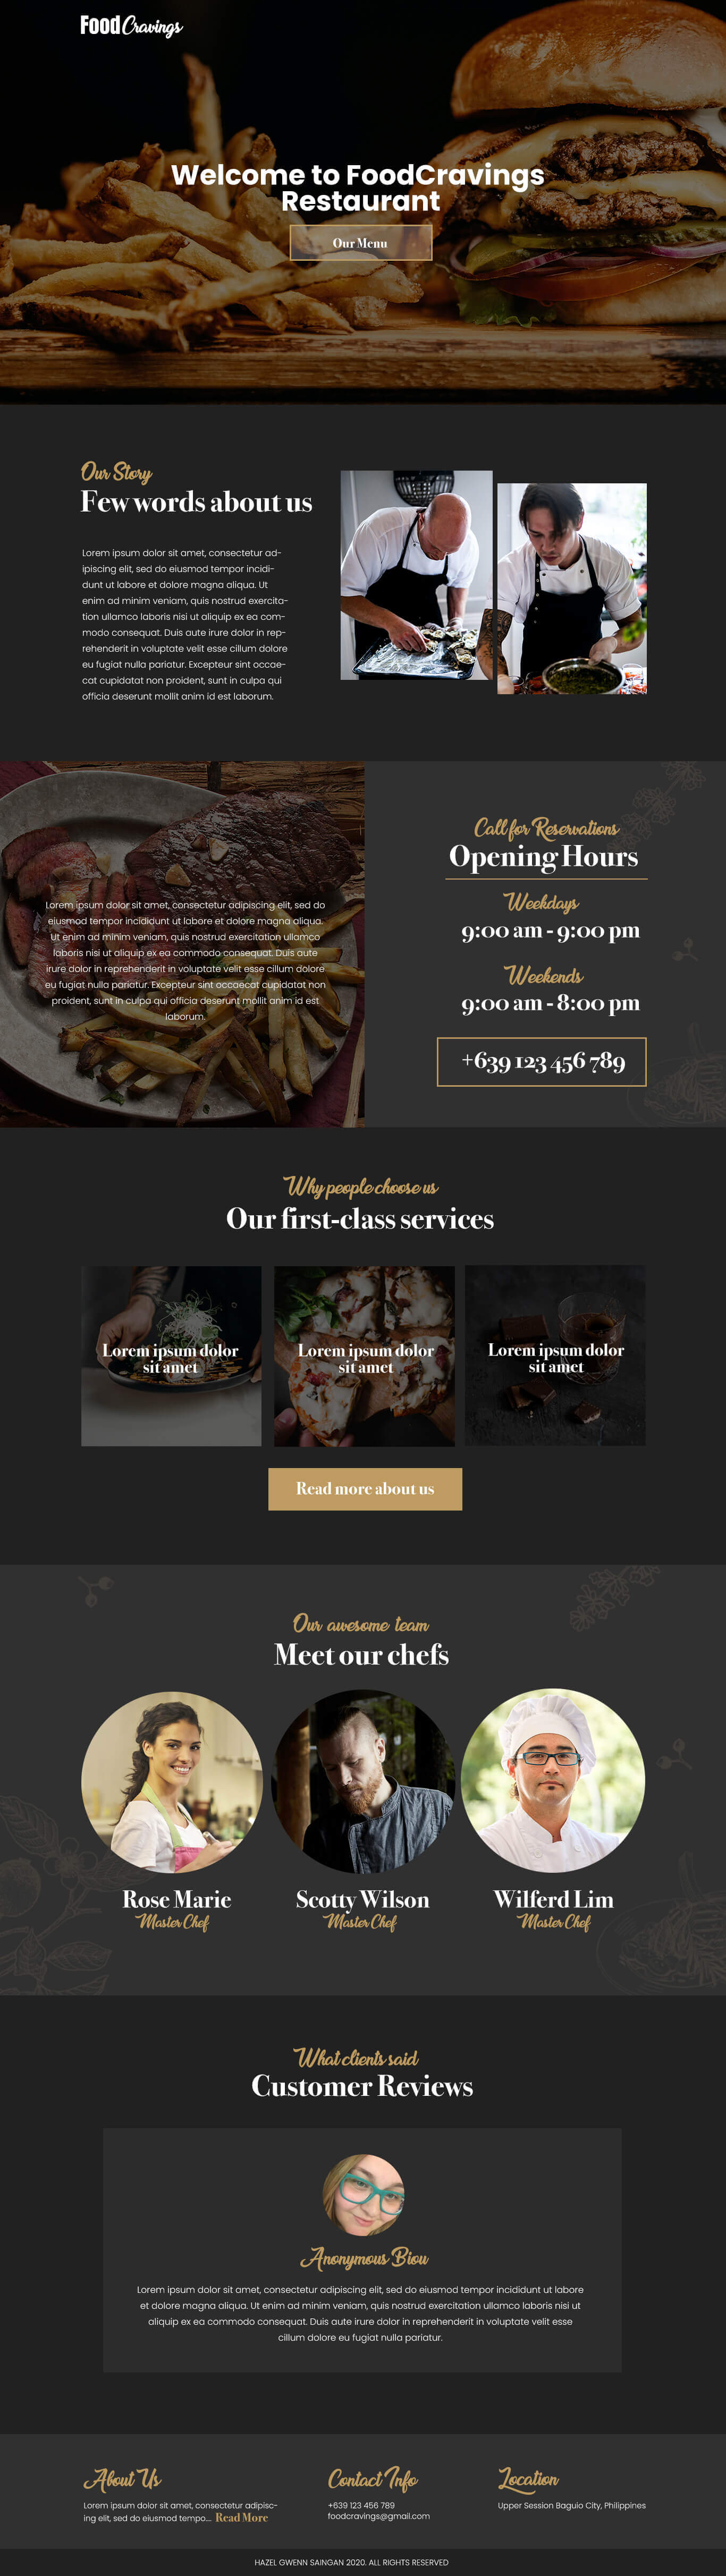 Food Cravings
Welcome to FoodCravings
Restaurant
Our Menu
Our Story
Few words about us
Lorem ipsum dolor sit amet, consectetur ad-
ipiscing elit, sed do eiusmod tempor incidi-
dunt ut labore et dolore magna aliqua. Ut
enim ad minim veniam, quis nostrud exercita-
tion ullamco laboris nisi ut aliquip ex ea com-
modo consequat. Duis aute irure dolor in rep-
rehenderit in voluptate velit esse cillum dolore
eu fugiat nulla pariatur. Excepteur sint occae-
cat cupidatat non proident, sunt in culpa qui
officia deserunt mollit anim id est laborum.
Lorem ipsum dolor sit amet, consectetur adipiscing elit, sed do
eiusmod tempor incididunt ut labore et dolore magna aliqua.
Ut enim ad minim veniam, quis nostrud exercitation ullamco
laboris nisi ut aliquip ex ea commodo consequat. Duis aute
irure dolor in reprehenderit in voluptate velit esse cillum dolore
eu fugiat nulla pariatur. Excepteur sint occaecat cupidatat non
proident, sunt in culpa qui officia deserunt mollit anim id est
laborum.
Call for Reservations
Opening Hours
Weekdays
9:00 am - 9:00 pm
Weekends
9:00 am - 8:00 pm
+639 123 456 789
Why people choose us
Our first-class services
Lorem ipsum dolor
sit amet
Lorem ipsum dolor
sit amet
Lorem ipsum dolor
sit amet
Read more about us
Our awesome team
Meet our chefs
Rose Marie
Master Chef
Scotty Wilson
Master Chef
Wilferd Lim
Master Chef
What clients said
Customer Reviews
Anonymous Biou
Lorem ipsum dolor sit amet, consectetur adipiscing elit, sed do eiusmod tempor incididunt ut labore
et dolore magna aliqua. Ut enim ad minim veniam, quis nostrud exercitation ullamco laboris nisi ut
aliquip ex ea commodo consequat. Duis aute irure dolor in reprehenderit in voluptate velit esse
cillum dolore eu fugiat nulla pariatur.
About Us
Lorem ipsum dolor sit amet, consectetur adipisc-
ing elit, sed do eiusmod tempo... Read More
Contact Info
+639 123 456 789
foodcravings@gmail.com
Location
Upper Session Baguio City, Philippines
HAZEL GWENN SAINGAN 2020. ALL RIGHTS RESERVED